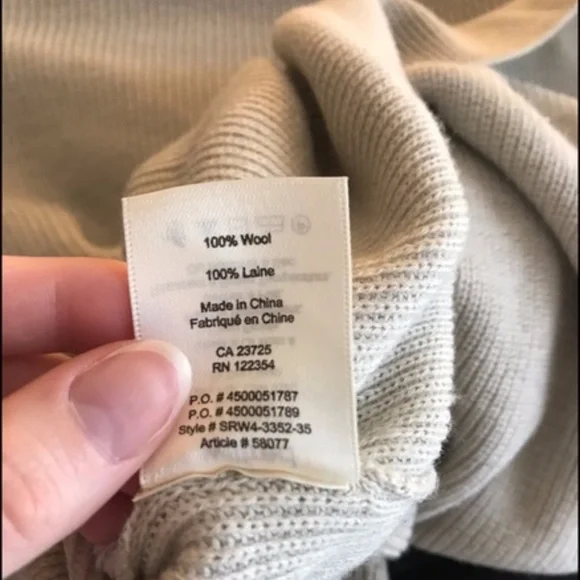 100% Wool
100% Laine
Made in China
Fabriqué en Chine
CA 23725
RN 122354
P.O. # 4500051787
P.O. # 4500051789
Style # SRW4-3352-35
Article # 58077